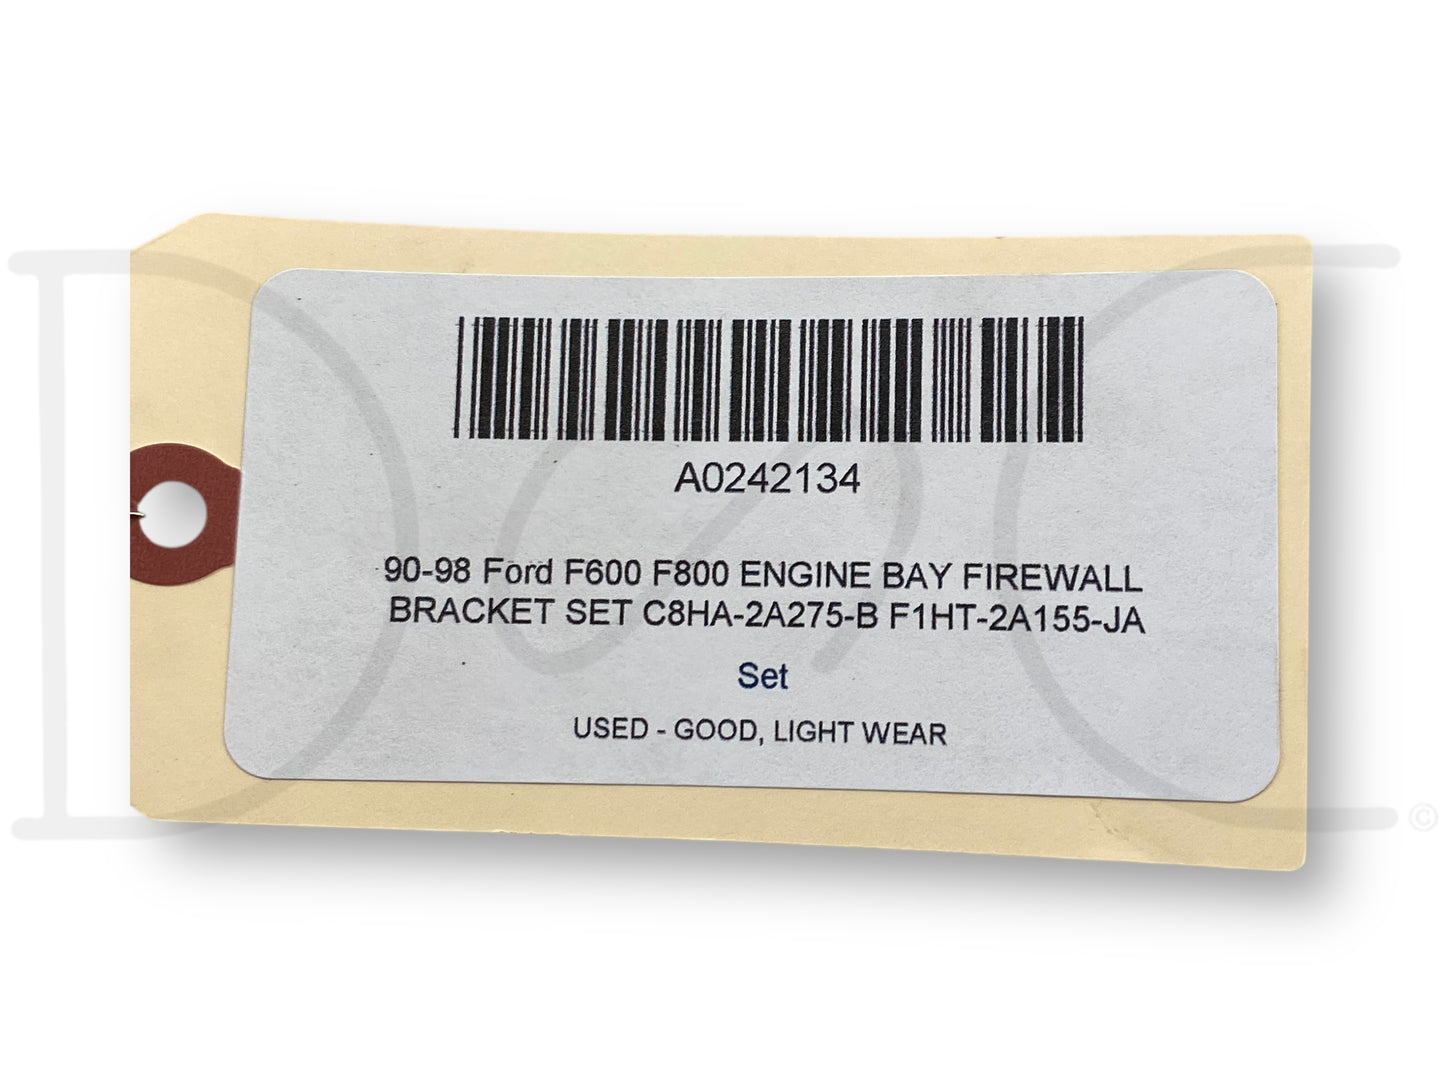 A0242134
90-98 Ford F600 F800 ENGINE BAY FIREWALL
BRACKET SET C8HA-2A275-B F1HT-2A155-JA
Set
USED - GOOD, LIGHT WEAR
©